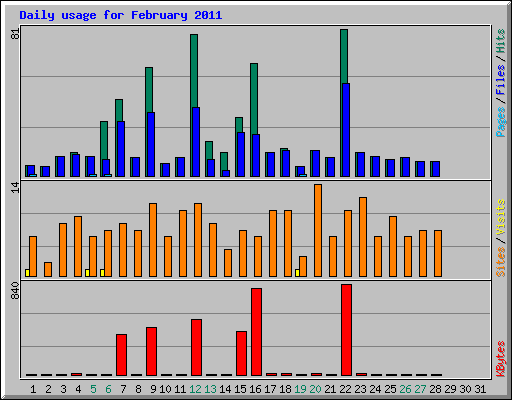 Daily usage for February 2011
81
Pages / Files / Hits
14
Sites / Visits
840
KBytes
1 2 3 4 5 6 7 8 9 10 11 12 13 14 15 16 17 18 19 20 21 22 23 24 25 26 27 28 29 30 31